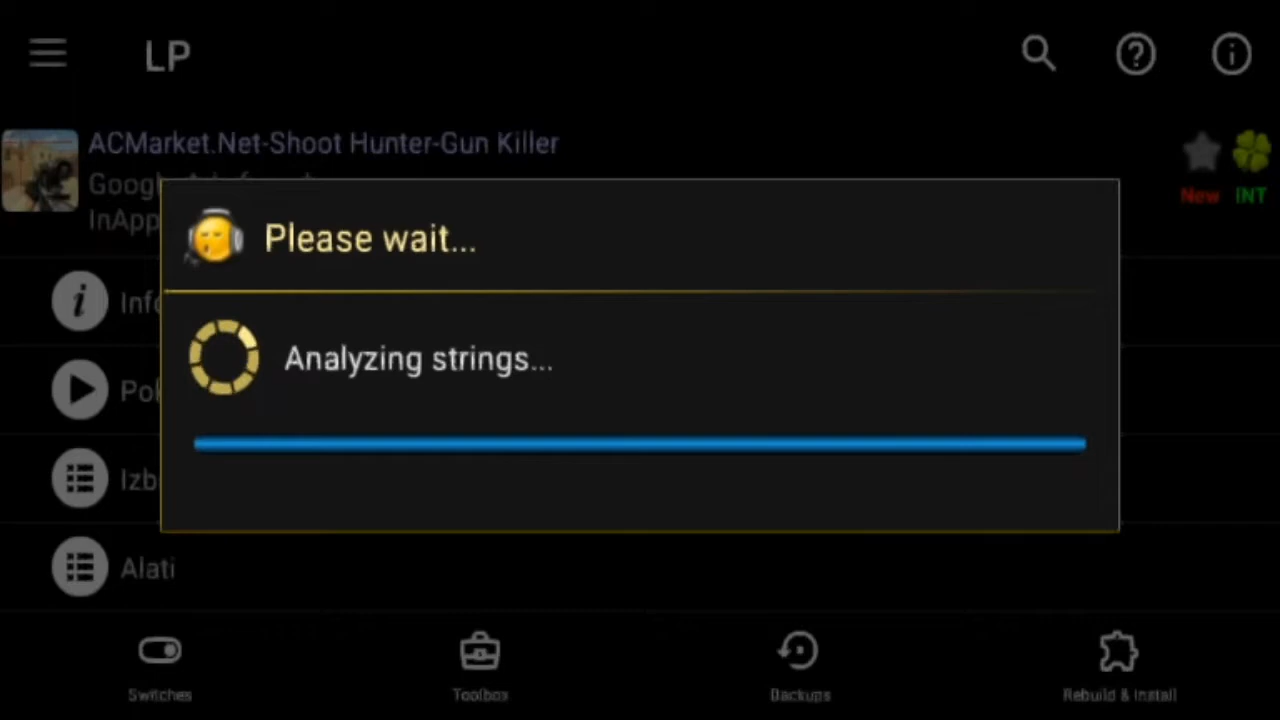 LP
ACMarket.Net-Shoot Hunter-Gun Killer
New INT
Please wait...
Analyzing strings...
Alati
Switches
Toolbox
Backups
Rebuild & Install